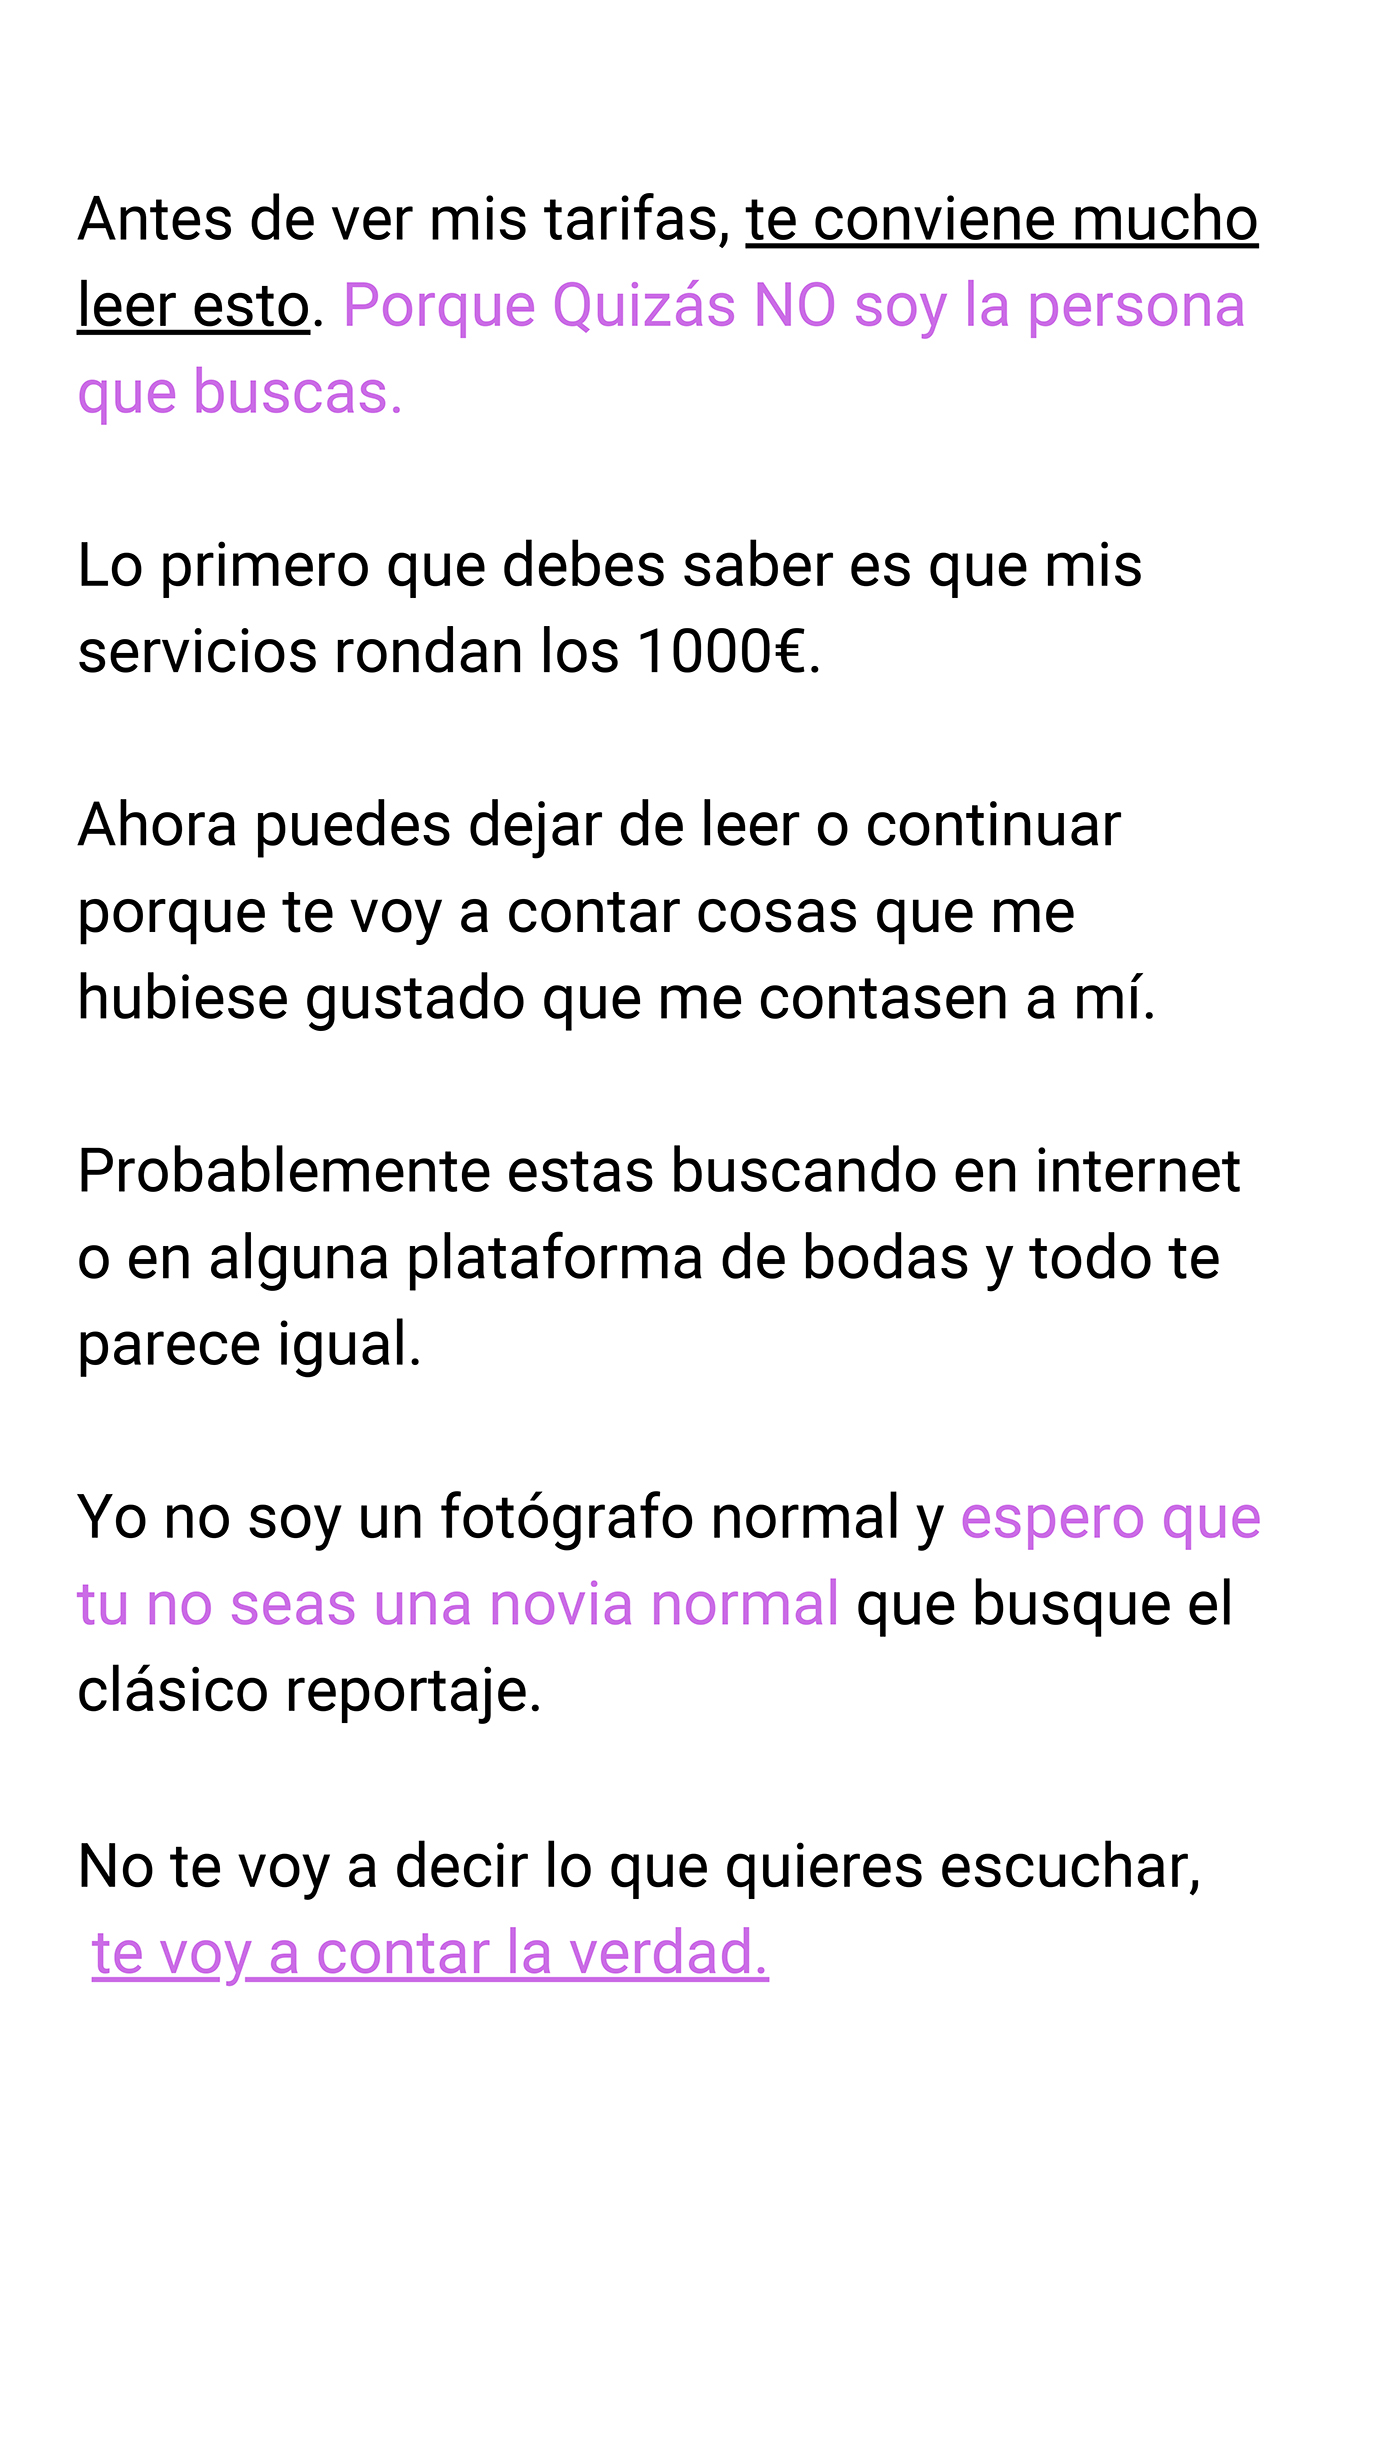 Antes de ver mis tarifas, te conviene mucho
leer esto. Porque Quizás NO soy la persona
que buscas.
Lo primero que debes saber es que mis
servicios rondan los 1000€.
Ahora puedes dejar de leer o continuar
porque te voy a contar cosas que me
hubiese gustado que me contasen a mí.
Probablemente estas buscando en internet
o en alguna plataforma de bodas y todo te
parece igual.
Yo no soy un fotógrafo normal y espero que
tu no seas una novia normal que busque el
clásico reportaje.
No te voy a decir lo que quieres escuchar,
te voy a contar la verdad.